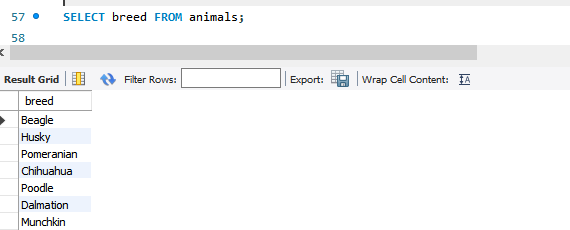 57 SELECT breed FROM animals;
58
Result Grid Filter Rows: Export: Wrap Cell Content: IA
breed
Beagle
Husky
Pomeranian
Chihuahua
Poodle
Dalmation
Munchkin